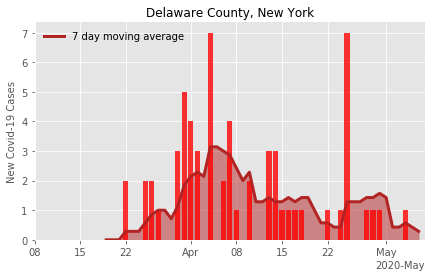 Delaware County, New York
7 day moving average
New Covid-19 Cases
7
6
5
4
3
2
1
0
08 15 22 Apr 08 15 22 May
2020-May